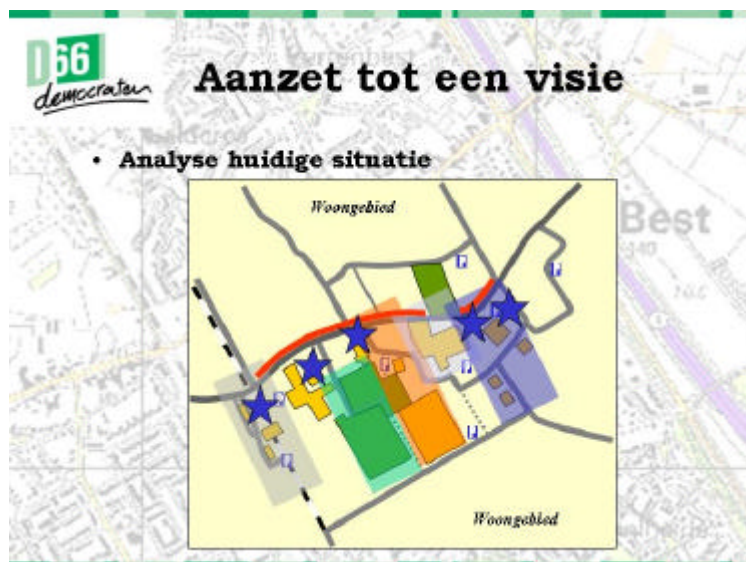 D66
democraten
Aanzet tot een visie
• Analyse huidige situatie
Woongebied
Best
Woongebied